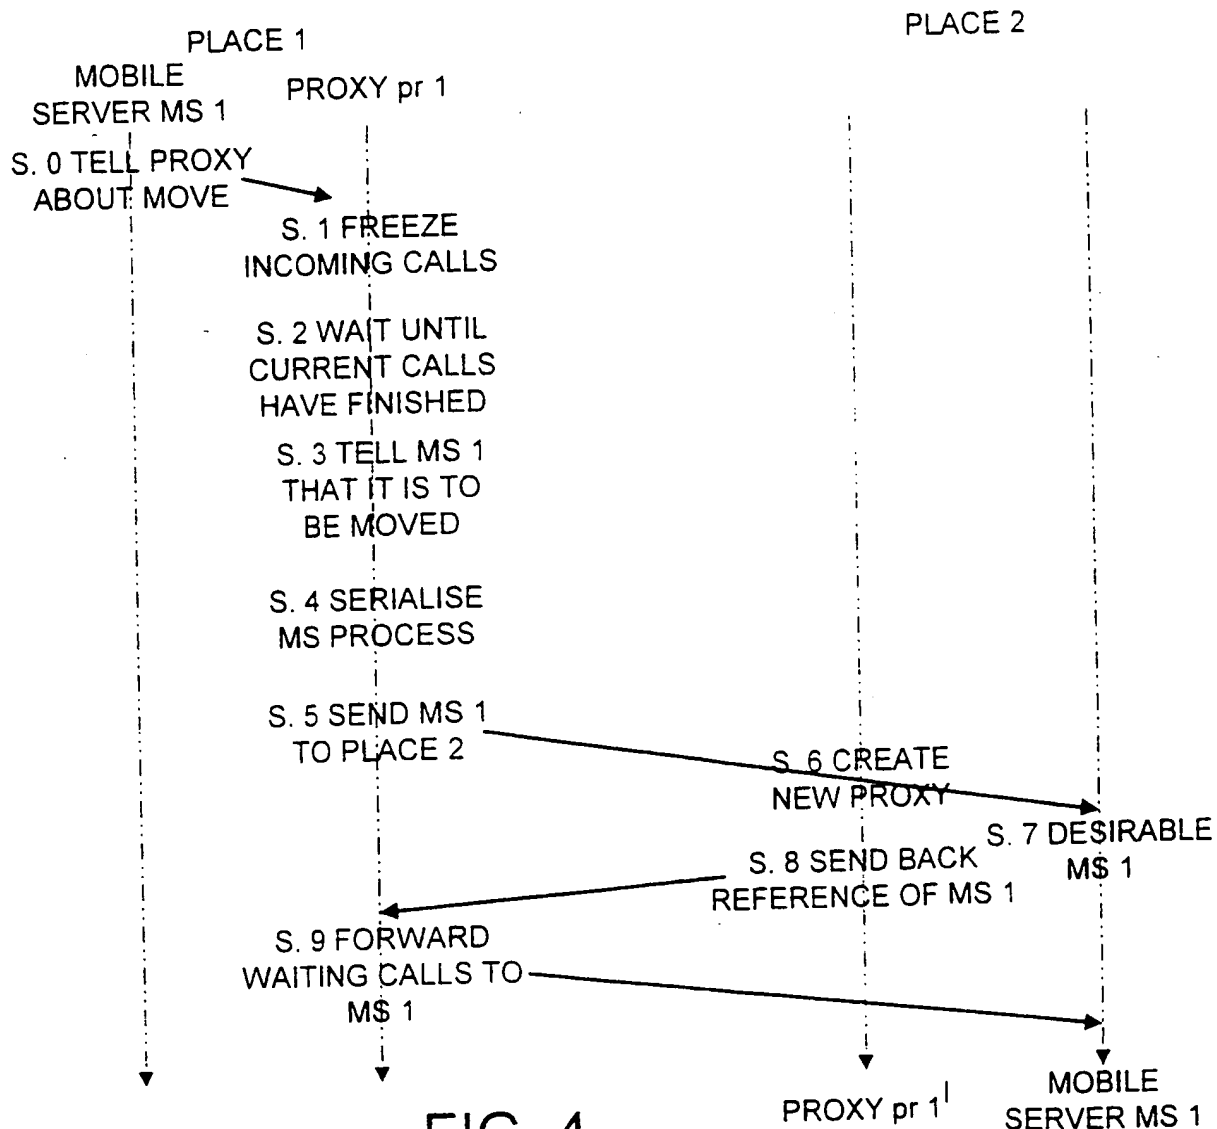 PLACE 1
PLACE 2
MOBILE
SERVER MS 1
PROXY pr 1
S. 0 TELL PROXY
ABOUT MOVE
S. 1 FREEZE
INCOMING CALLS
S. 2 WAIT UNTIL
CURRENT CALLS
HAVE FINISHED
S. 3 TELL MS 1
THAT IT IS TO
BE MOVED
S. 4 SERIALISE
MS PROCESS
S. 5 SEND MS 1
TO PLACE 2
S. 6 CREATE
NEW PROXY
S. 7 DESIRABLE
MS 1
S. 8 SEND BACK
REFERENCE OF MS 1
S. 9 FORWARD
WAITING CALLS TO
MS 1
PROXY pr 1'
MOBILE
SERVER MS 1
FIG. 4